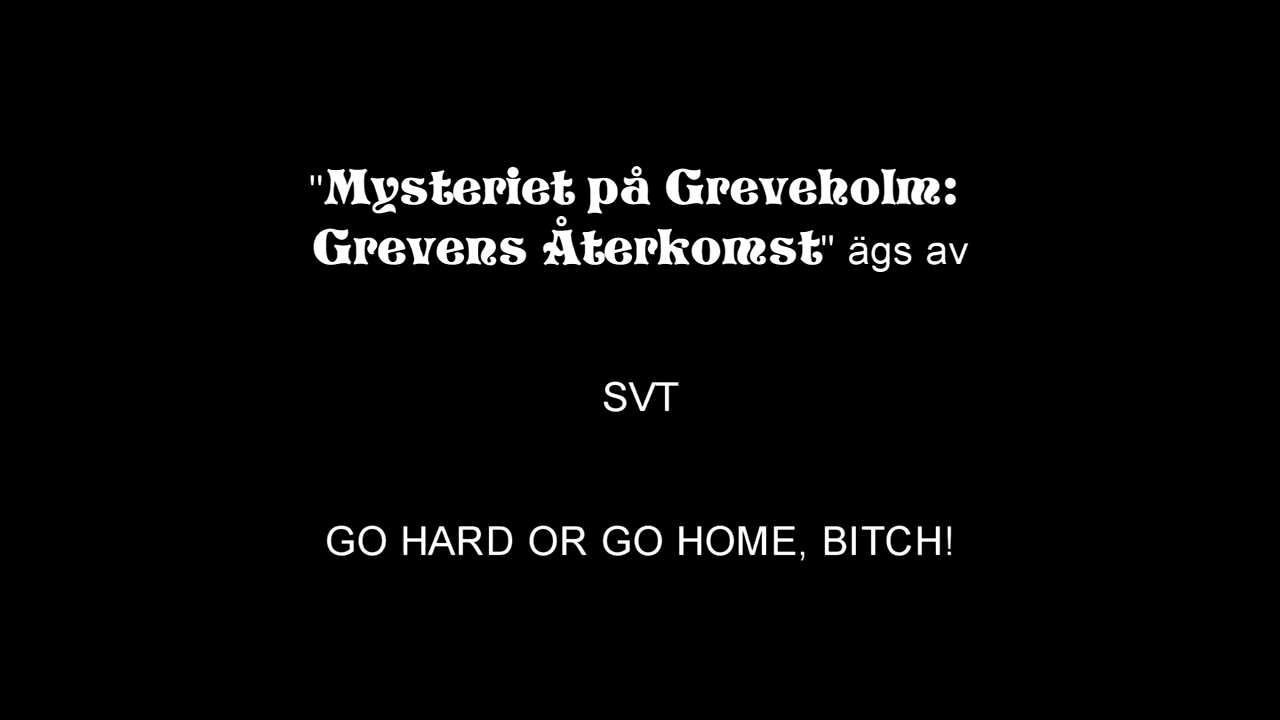 "Mysteriet på Greveholm:
Grevens Återkomst" ägs av
SVT
GO HARD OR GO HOME, BITCH!